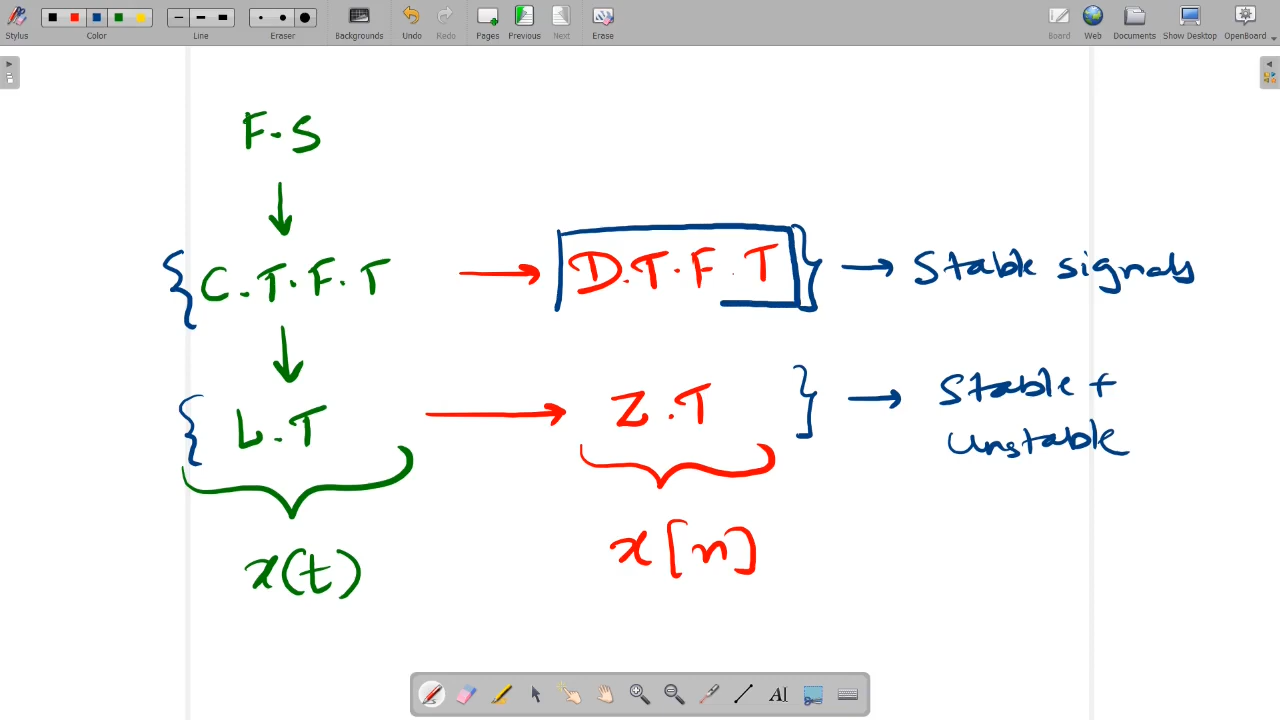 Stylus Color Line Eraser Backgrounds Undo Redo Pages Previous Next Erase Board Web Documents Show Desktop OpenBoard
F.S
{ C.T.F.T → D.T.F.T } → Stable signals
{ L.T → Z.T } → Stable +
Unstable
x(t)
x[n]
AI